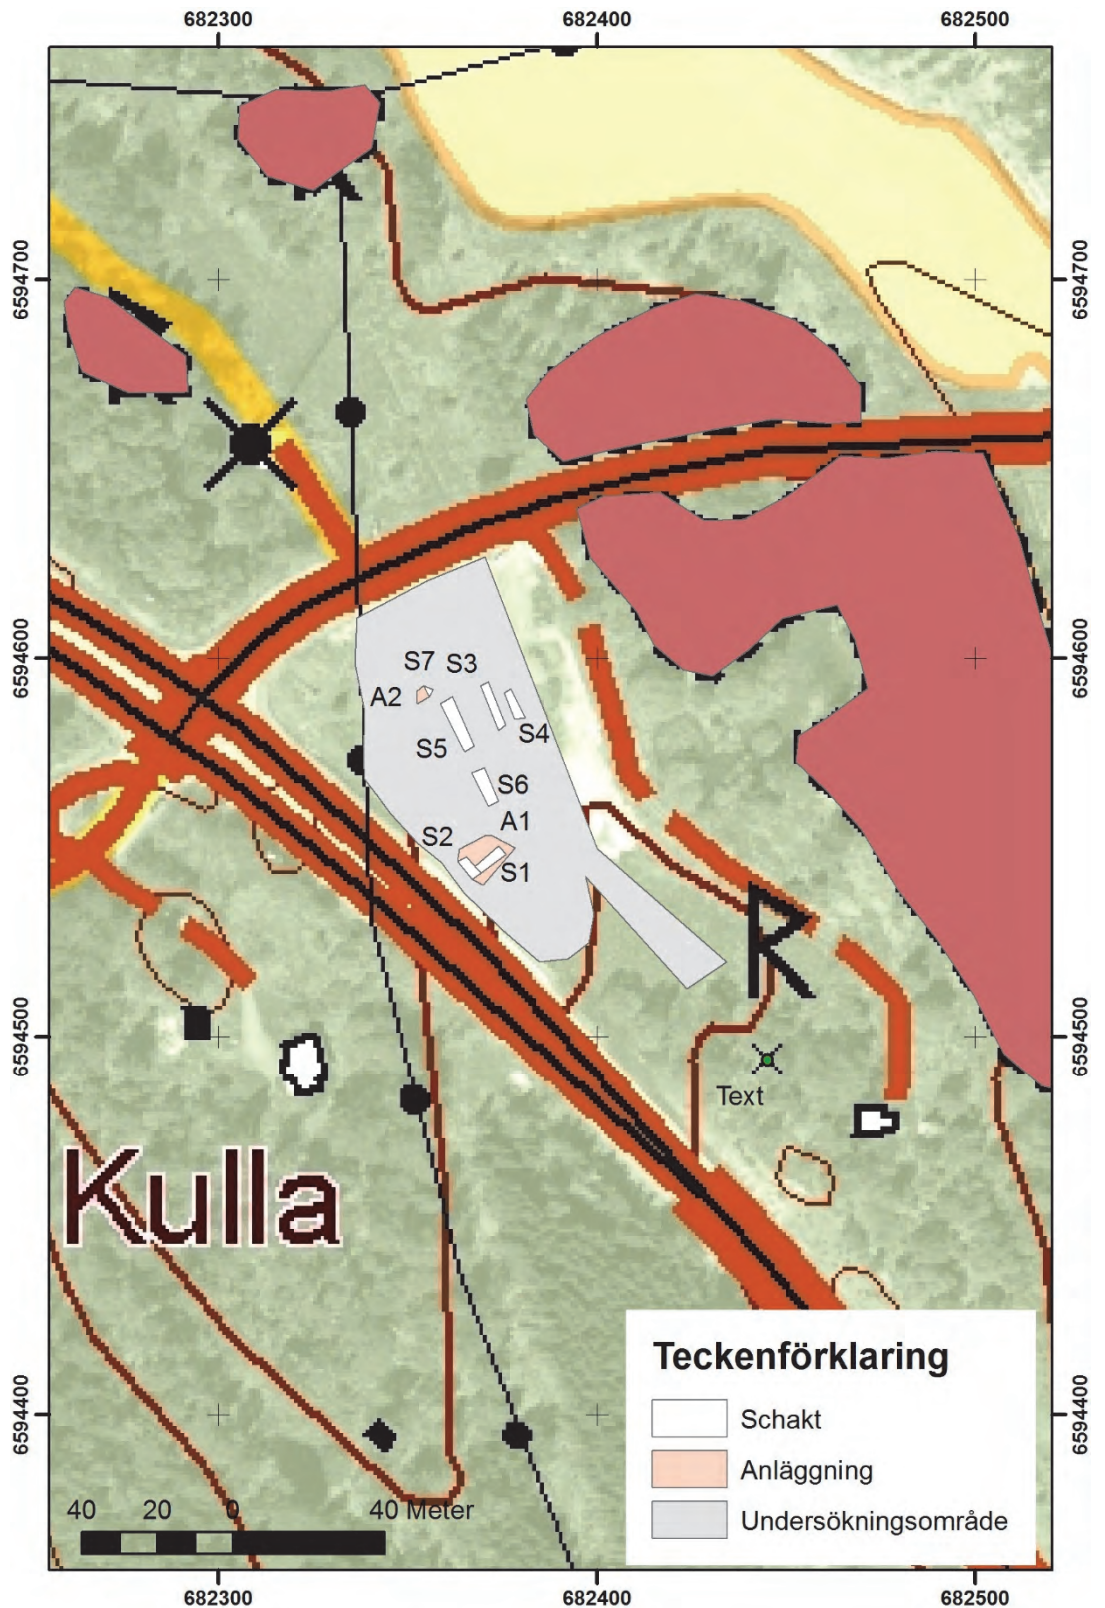 682300 682400 682500
6594700 6594700
S7 S3
6594600 6594600
A2
S4
S5
S6
A1
S2
S1
R
6594500 6594500
Text
Kulla
Teckenförklaring
Schakt
6594400 6594400
Anläggning
40 20 0 40 Meter
Undersökningsområde
682300 682400 682500